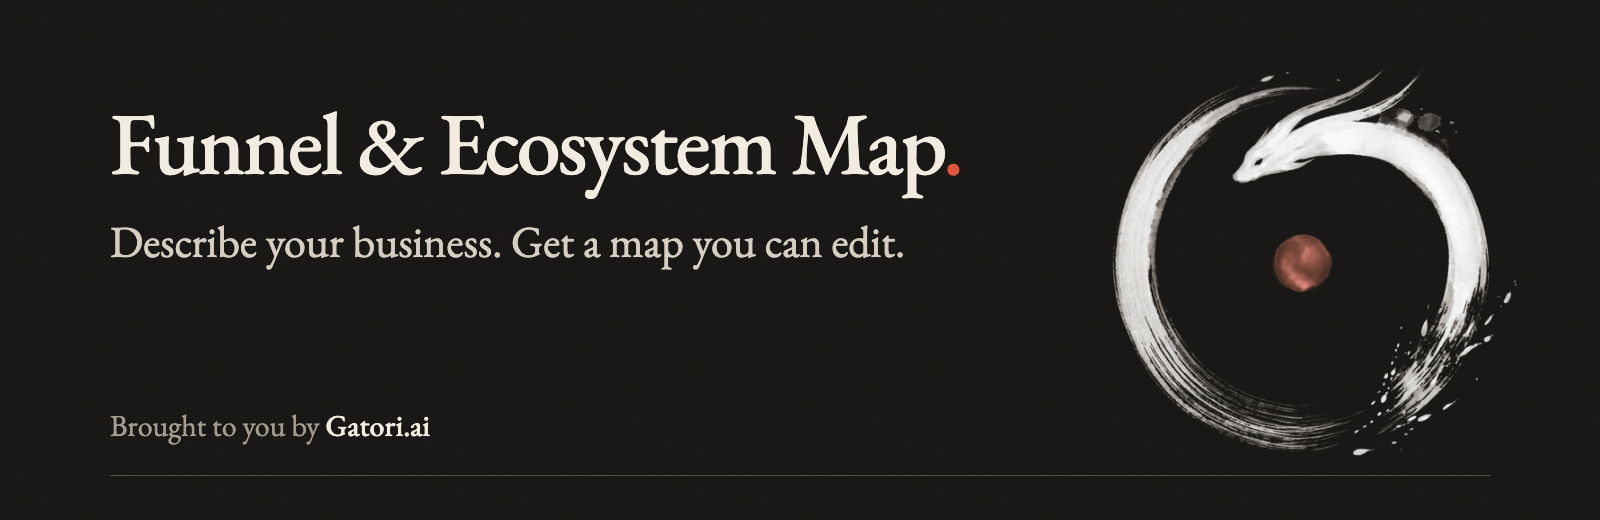 Funnel & Ecosystem Map.
Describe your business. Get a map you can edit.
Brought to you by Gatori.ai